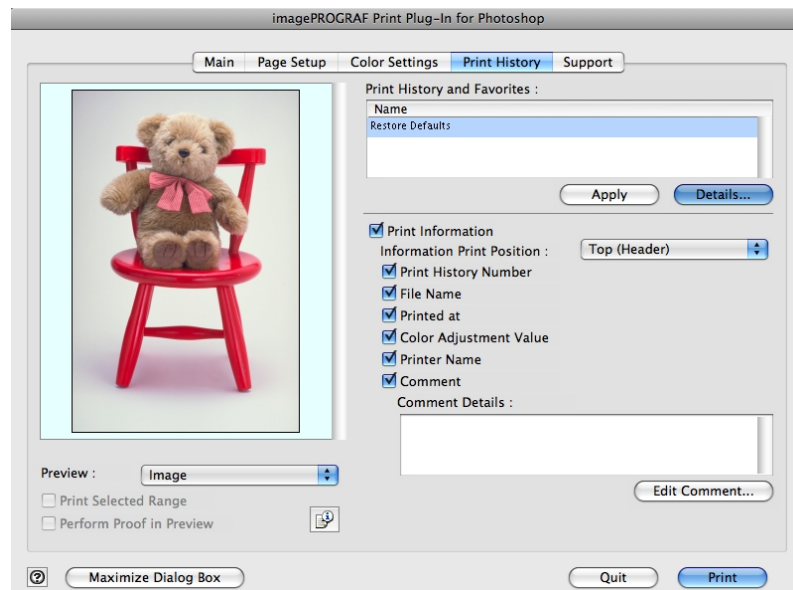 imagePROGRAF Print Plug-In for Photoshop
Main Page Setup Color Settings Print History Support
Print History and Favorites :
Name
Restore Defaults
Apply Details...
Print Information
Information Print Position : Top (Header)
Print History Number
File Name
Printed at
Color Adjustment Value
Printer Name
Comment
Comment Details :
Edit Comment...
Preview : Image
Print Selected Range
Perform Proof in Preview
? Maximize Dialog Box Quit Print